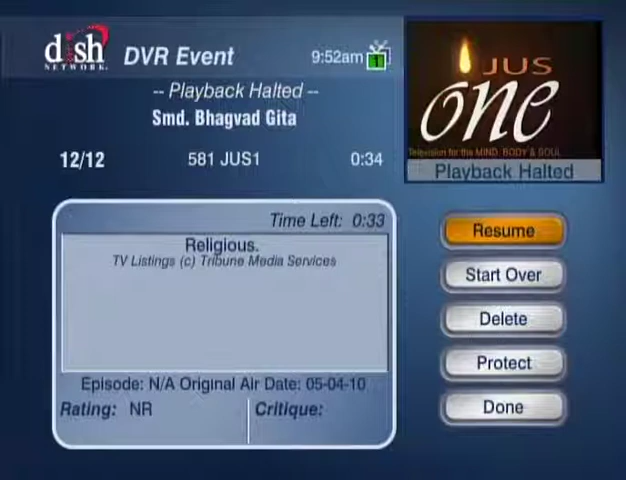 dish
NETWORK
DVR Event
9:52am
1
-- Playback Halted --
Smd. Bhagvad Gita
12/12 581 JUS1 0:34
JUS
one
Television for the MIND, BODY & SOUL
Playback Halted
Time Left: 0:33
Religious.
TV Listings (c) Tribune Media Services
Episode: N/A Original Air Date: 05-04-10
Rating: NR Critique:
Resume
Start Over
Delete
Protect
Done